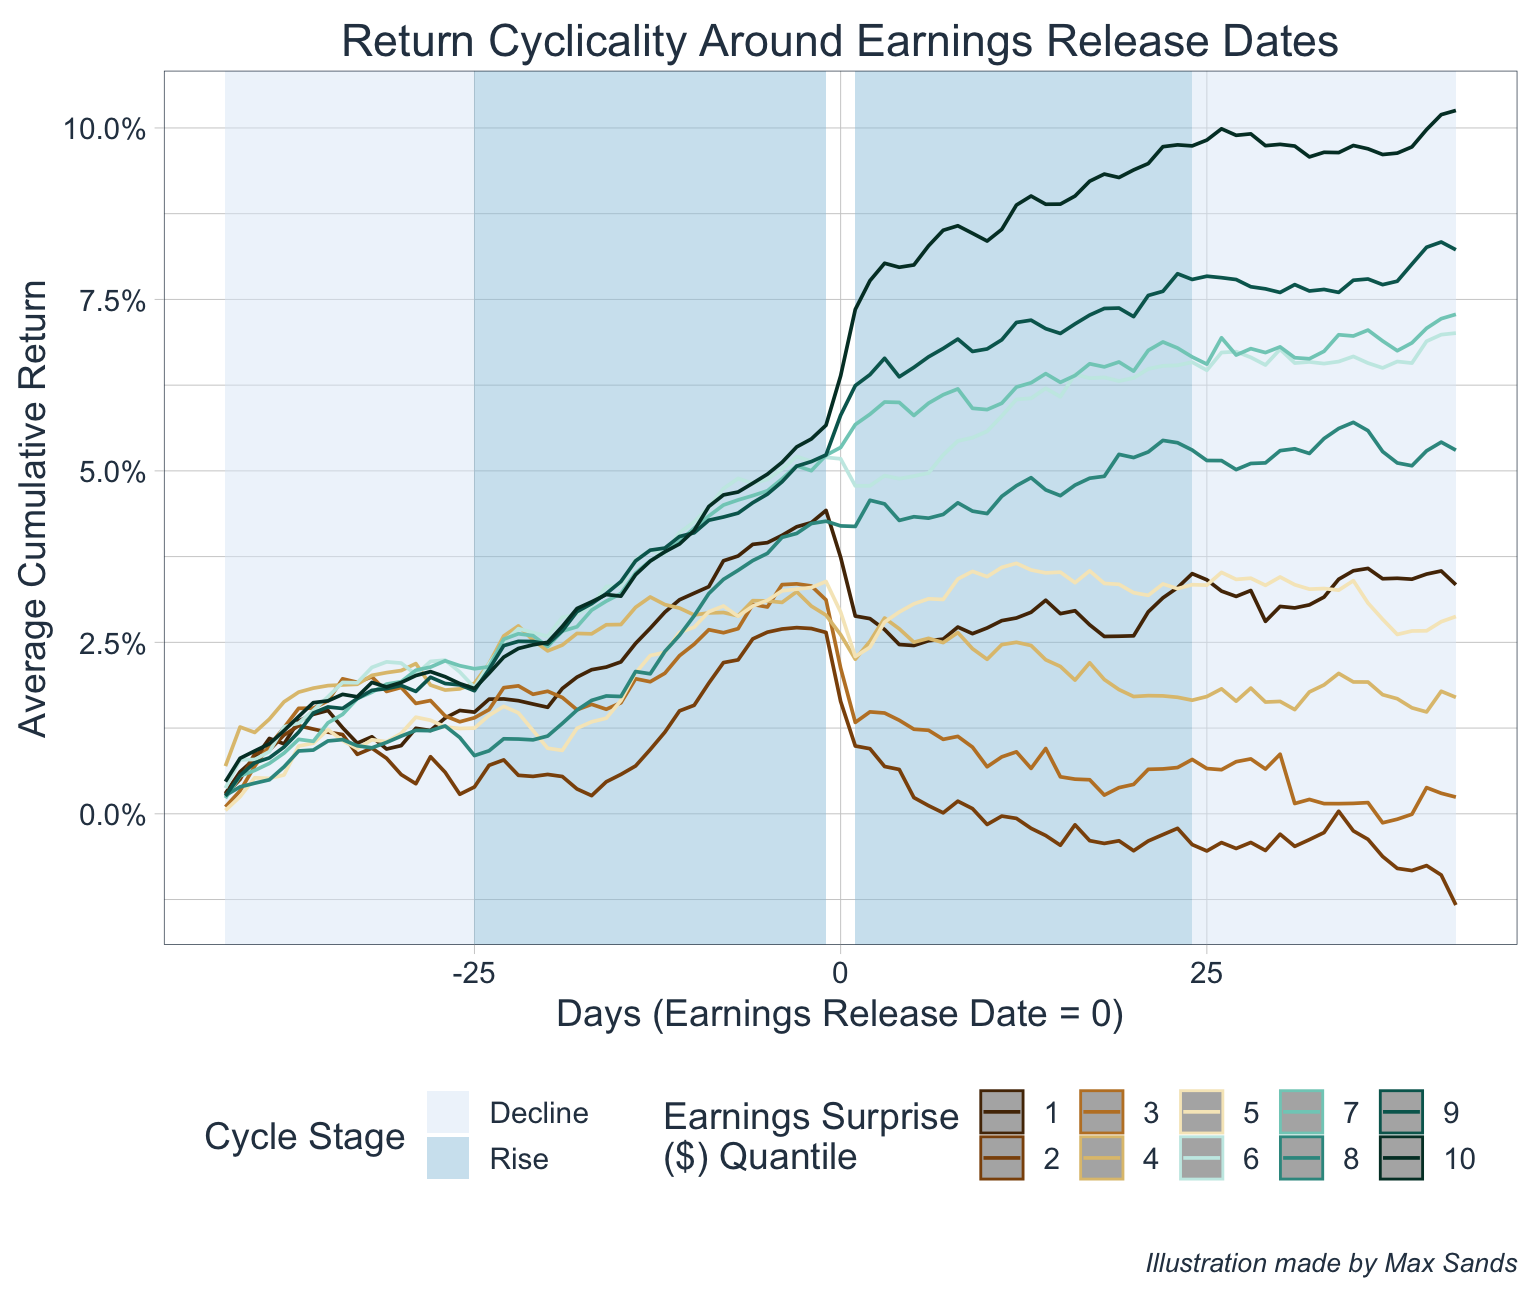 Return Cyclicality Around Earnings Release Dates
Average Cumulative Return
10.0%
7.5%
5.0%
2.5%
0.0%
-25 0 25
Days (Earnings Release Date = 0)
Cycle Stage
Decline
Rise
Earnings Surprise
($) Quantile
1 3 5 7 9
2 4 6 8 10
Illustration made by Max Sands